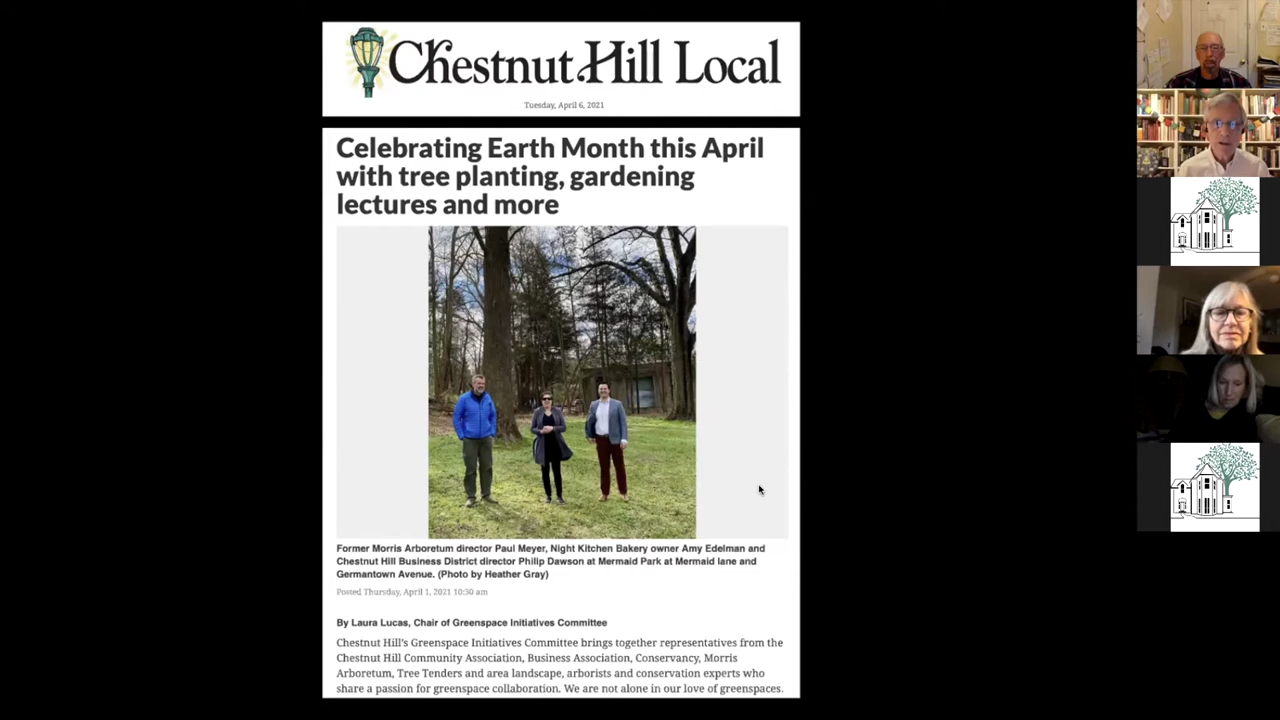 Chestnut Hill Local
Tuesday, April 6, 2021
Celebrating Earth Month this April
with tree planting, gardening
lectures and more
Former Morris Arboretum director Paul Meyer, Night Kitchen Bakery owner Amy Edelman and
Chestnut Hill Business District director Philip Dawson at Mermaid Park at Mermaid lane and
Germantown Avenue. (Photo by Heather Gray)
Posted Thursday, April 1, 2021 10:30 am
By Laura Lucas, Chair of Greenspace Initiatives Committee
Chestnut Hill's Greenspace Initiatives Committee brings together representatives from the
Chestnut Hill Community Association, Business Association, Conservancy, Morris
Arboretum, Tree Tenders and area landscape, arborists and conservation experts who
share a passion for greenspace collaboration. We are not alone in our love of greenspaces.